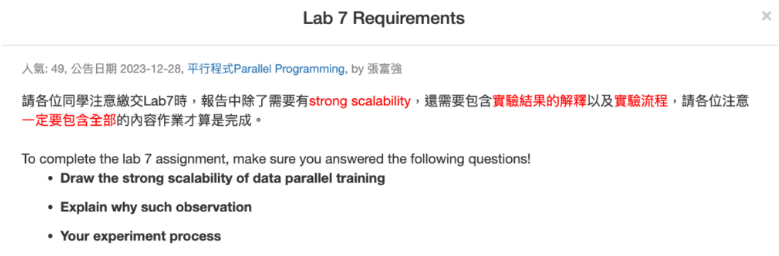 Lab 7 Requirements
×
人氣: 49, 公告日期 2023-12-28, 平行程式Parallel Programming, by 張富強
請各位同學注意繳交Lab7時，報告中除了需要有strong scalability，還需要包含實驗結果的解釋以及實驗流程，請各位注意
一定要包含全部的內容作業才算是完成。
To complete the lab 7 assignment, make sure you answered the following questions!
• Draw the strong scalability of data parallel training
• Explain why such observation
• Your experiment process